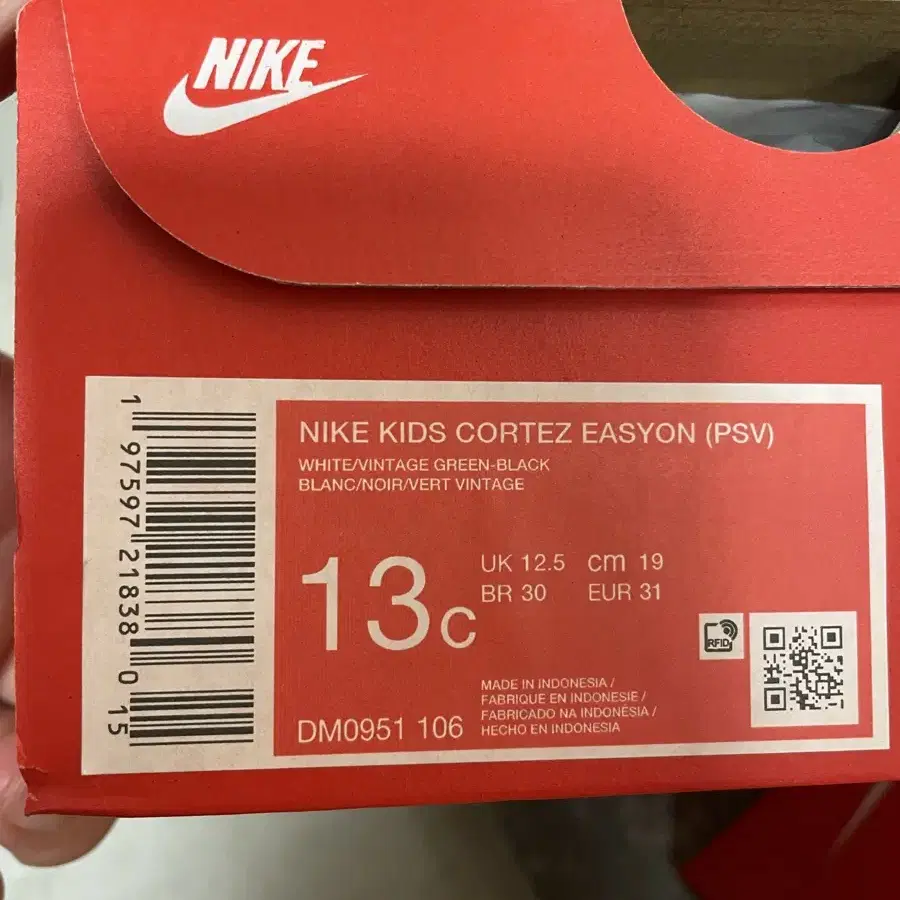 NIKE
1 97597 21838 0 15
NIKE KIDS CORTEZ EASYON (PSV)
WHITE/VINTAGE GREEN-BLACK
BLANC/NOIR/VERT VINTAGE
13C
UK 12.5 cm 19
BR 30 EUR 31
RFID
MADE IN INDONESIA /
FABRIQUE EN INDONESIE /
FABRICADO NA INDONÉSIA /
HECHO EN INDONESIA
DM0951 106